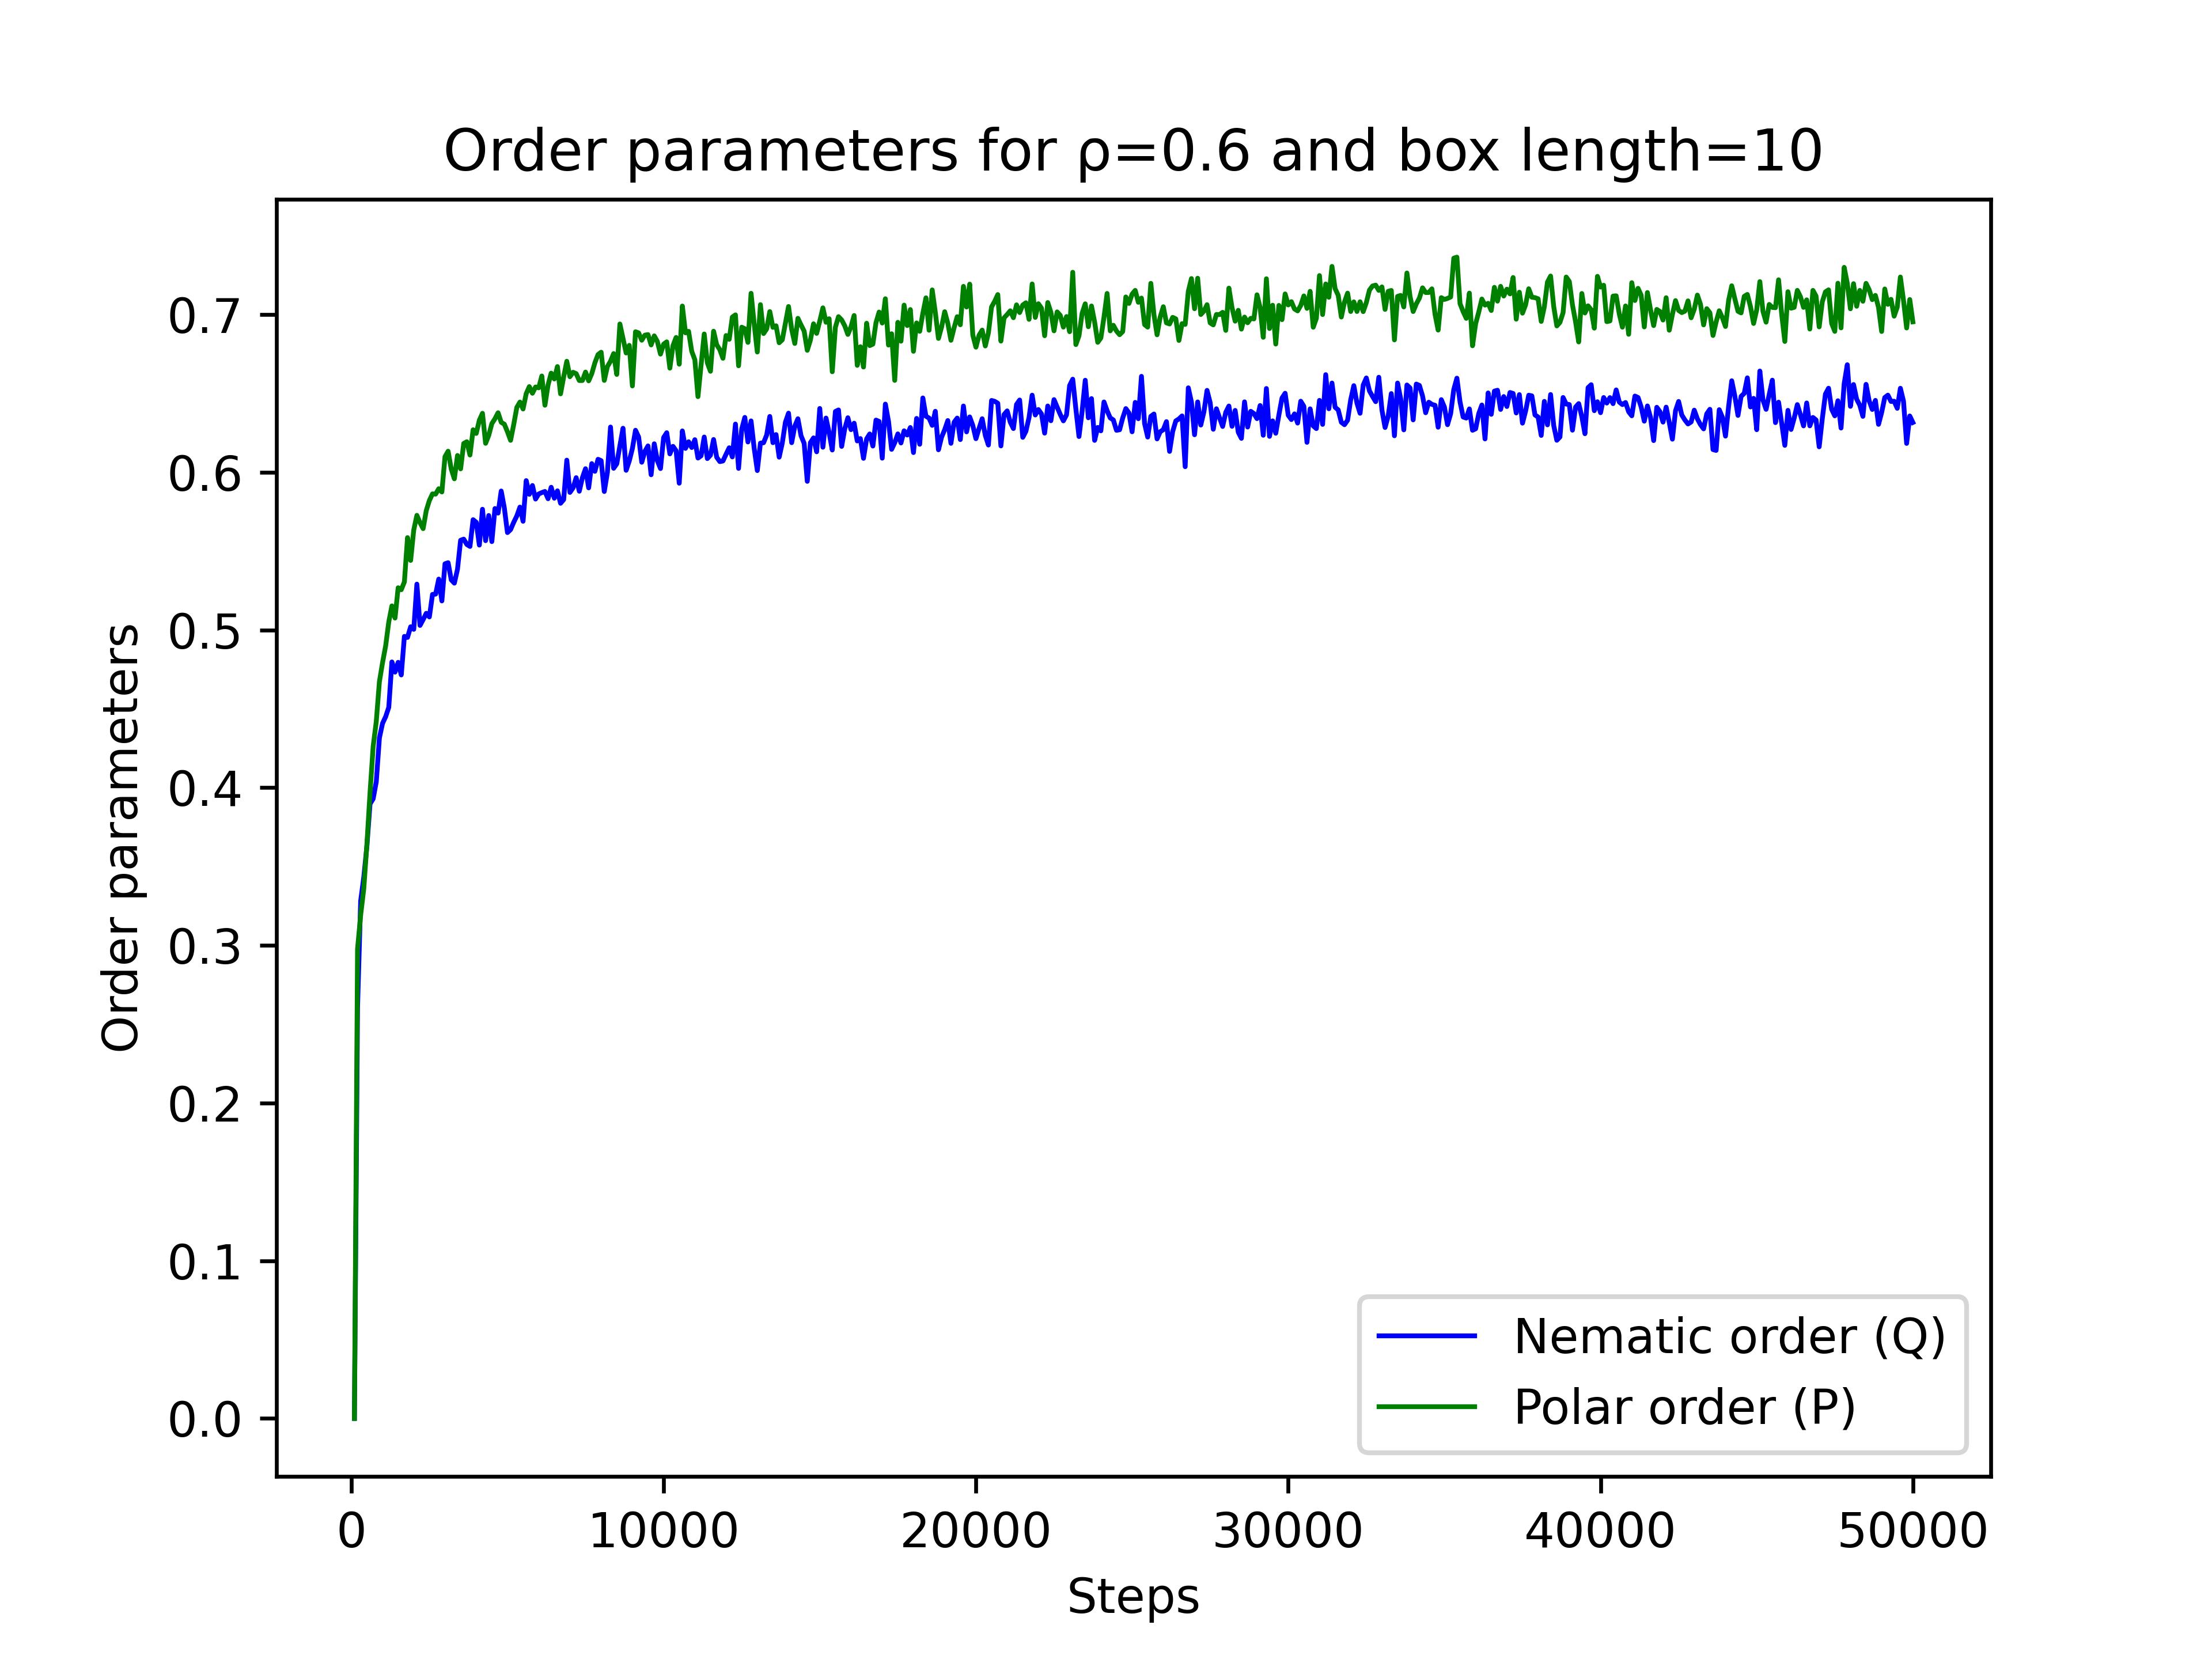 Order parameters for ρ=0.6 and box length=10
Order parameters
0.7
0.6
0.5
0.4
0.3
0.2
0.1
0.0
Nematic order (Q)
Polar order (P)
0 10000 20000 30000 40000 50000
Steps